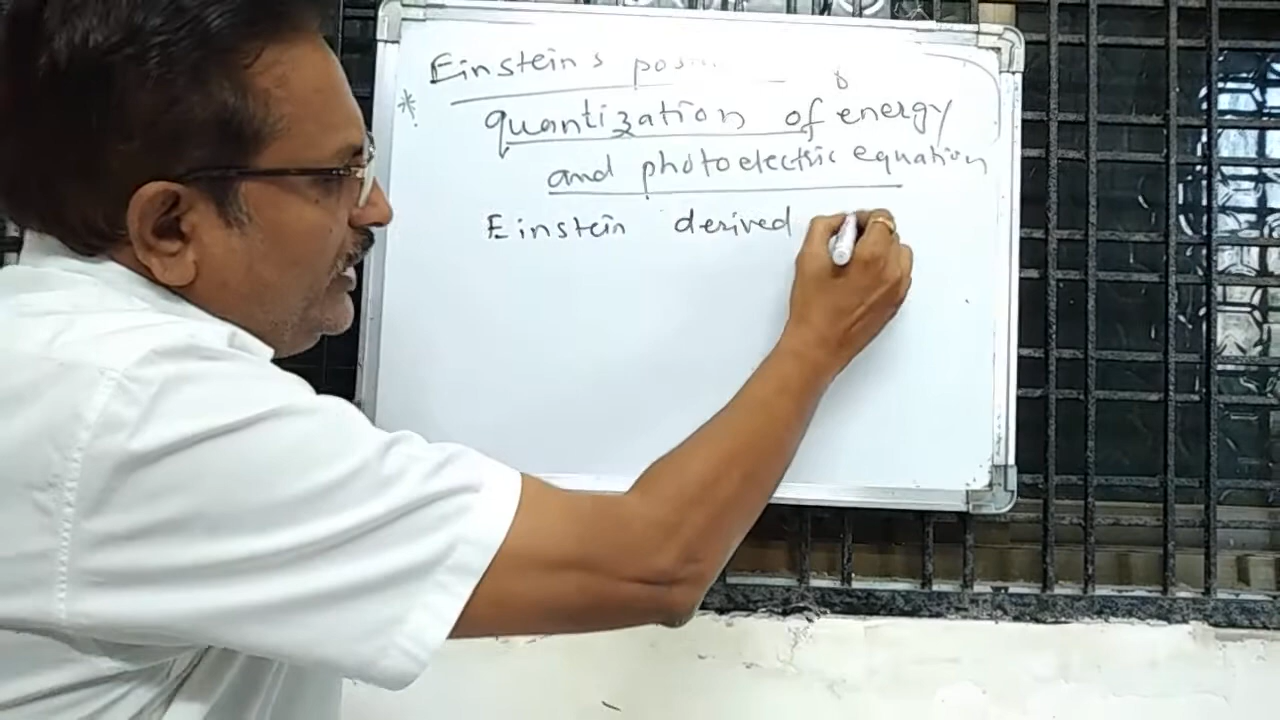 Einstein's
* quantization of energy
and photoelectric equation
Einstein derived